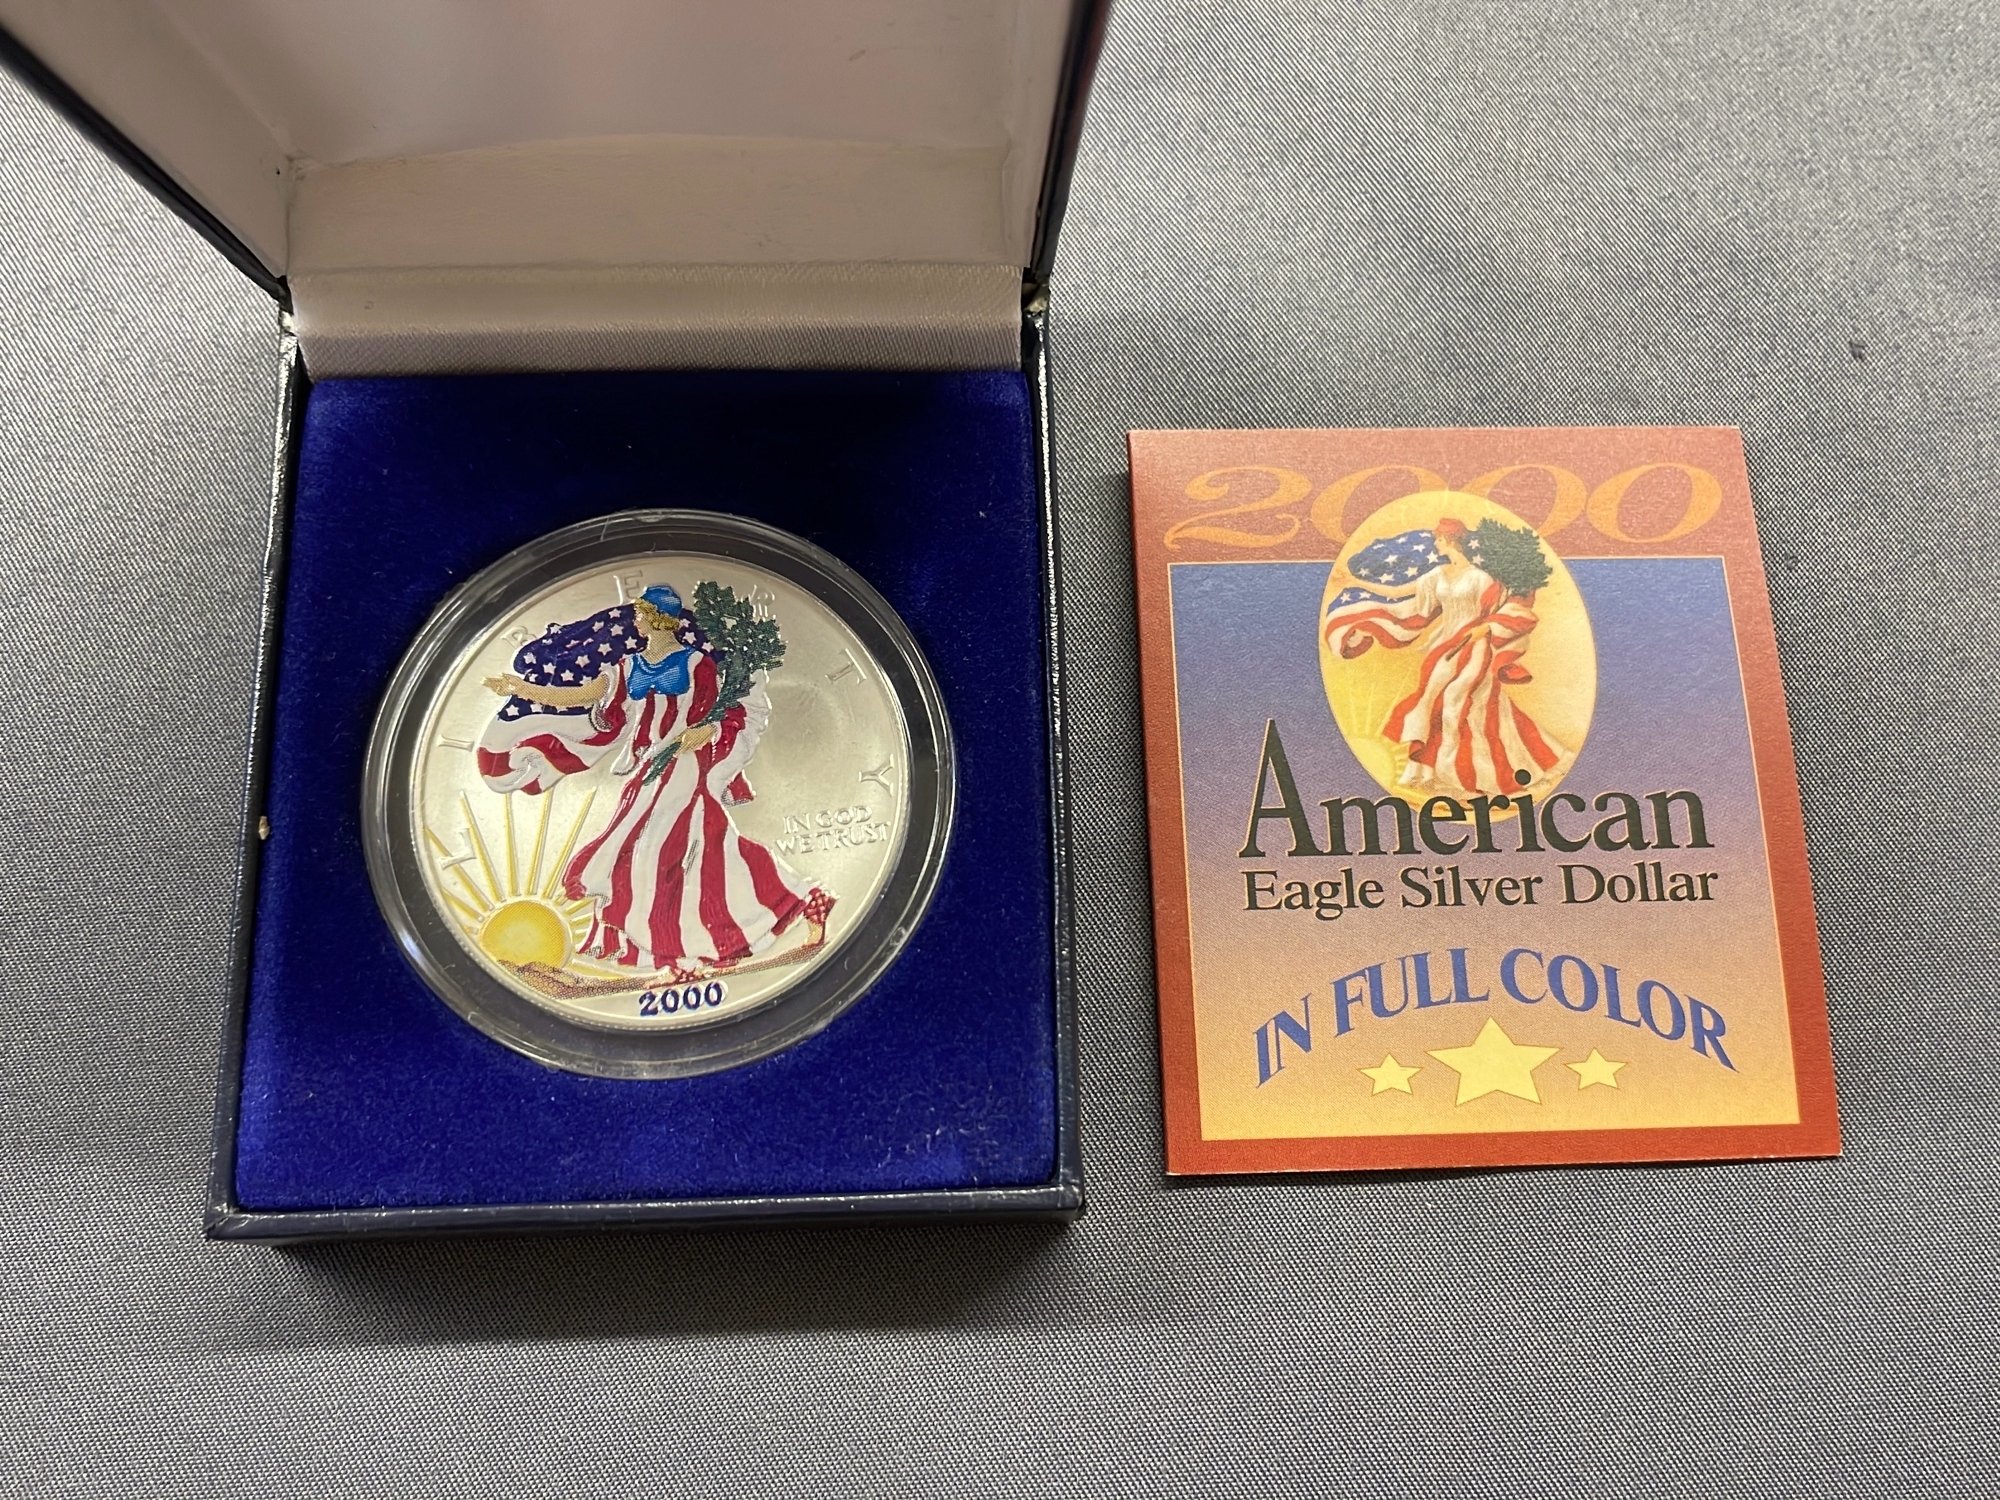 LIBERTY
IN GOD
WE TRUST
2000
2000
American
Eagle Silver Dollar
IN FULL COLOR